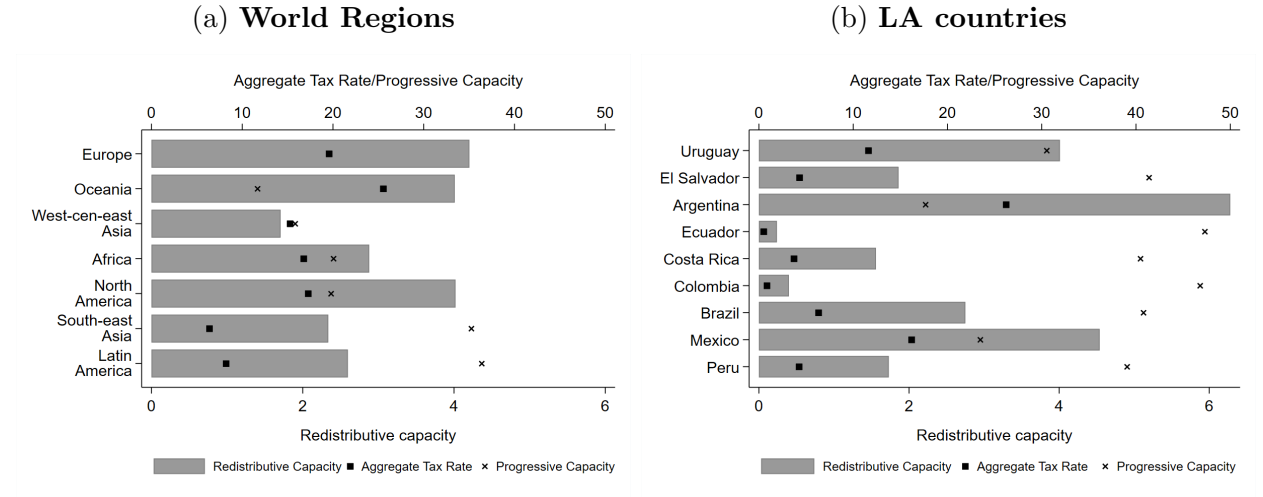 (a) World Regions
Aggregate Tax Rate/Progressive Capacity
0 10 20 30 40 50
Europe
Oceania
West-cen-east
Asia
Africa
North
America
South-east
Asia
Latin
America
0 2 4 6
Redistributive capacity
Redistributive Capacity Aggregate Tax Rate Progressive Capacity
(b) LA countries
Aggregate Tax Rate/Progressive Capacity
0 10 20 30 40 50
Uruguay
El Salvador
Argentina
Ecuador
Costa Rica
Colombia
Brazil
Mexico
Peru
0 2 4 6
Redistributive capacity
Redistributive Capacity Aggregate Tax Rate Progressive Capacity